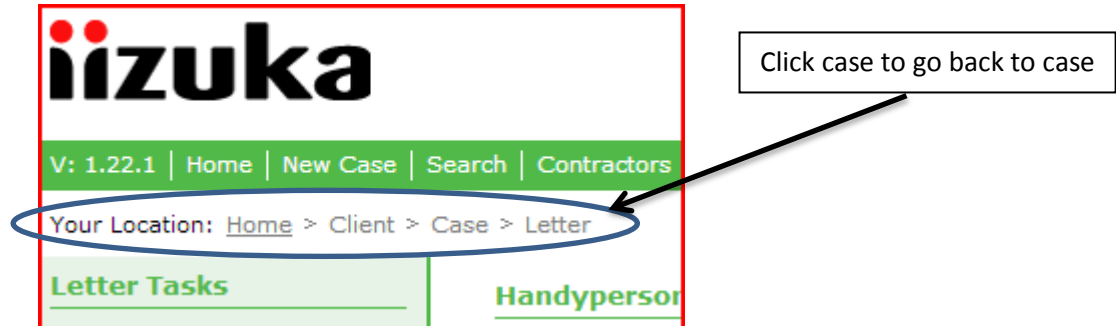 iizuka
Click case to go back to case
V: 1.22.1 | Home | New Case | Search | Contractors
Your Location: Home > Client > Case > Letter
Letter Tasks
Handyperson